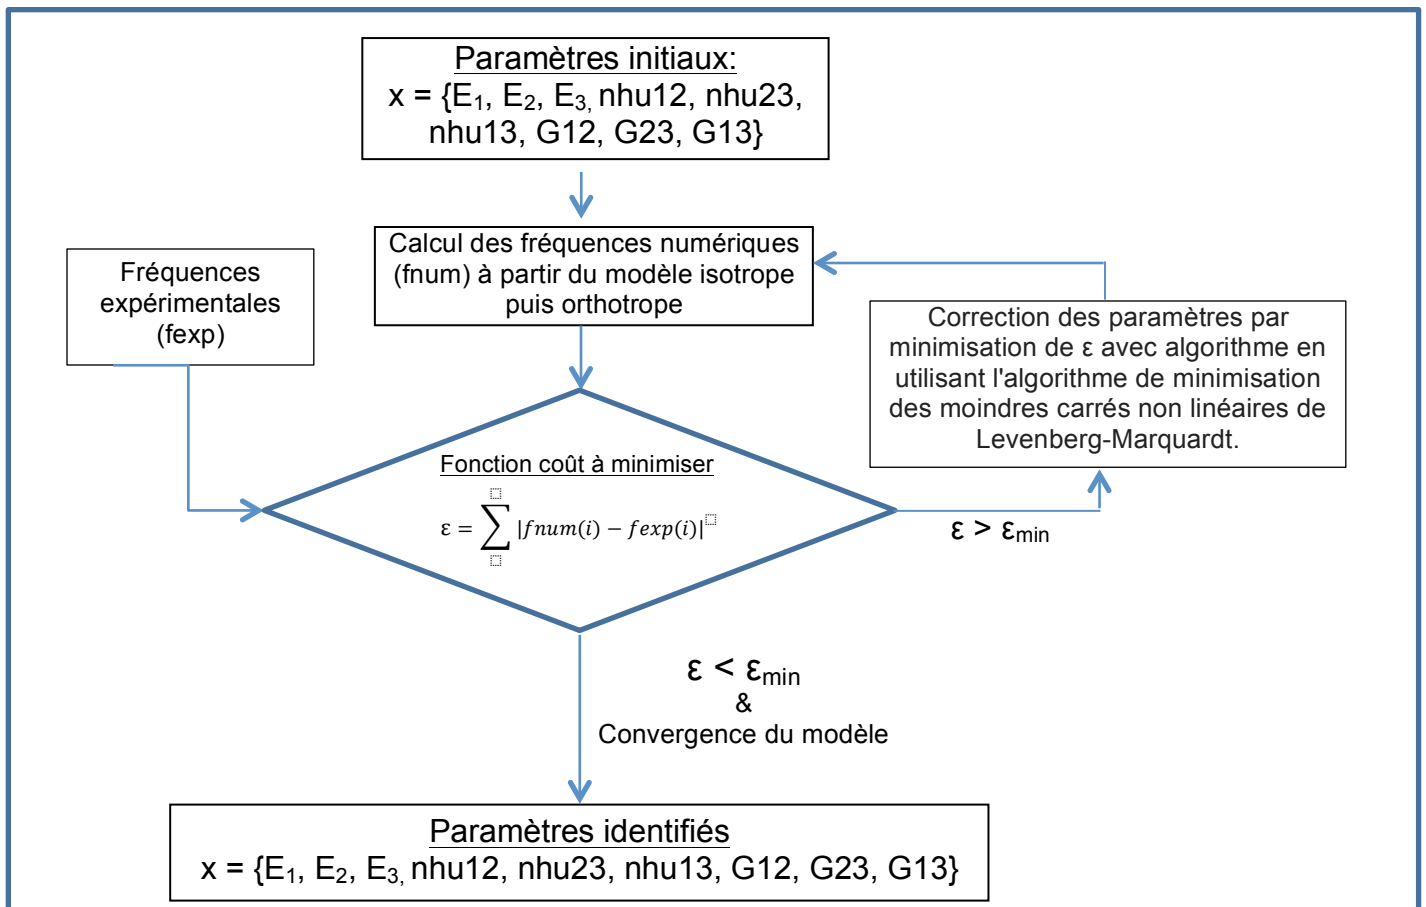 Paramètres initiaux:
x = {E₁, E₂, E₃, nhu12, nhu23,
nhu13, G12, G23, G13}
Calcul des fréquences numériques
(fnum) à partir du modèle isotrope
puis orthotrope
Fréquences
expérimentales
(fexp)
Correction des paramètres par
minimisation de ε avec algorithme en
utilisant l'algorithme de minimisation
des moindres carrés non linéaires de
Levenberg-Marquardt.
Fonction coût à minimiser
ε = ∑ |fnum(i) − fexp(i)|
ε > εmin
ε < εmin
&
Convergence du modèle
Paramètres identifiés
x = {E₁, E₂, E₃, nhu12, nhu23, nhu13, G12, G23, G13}